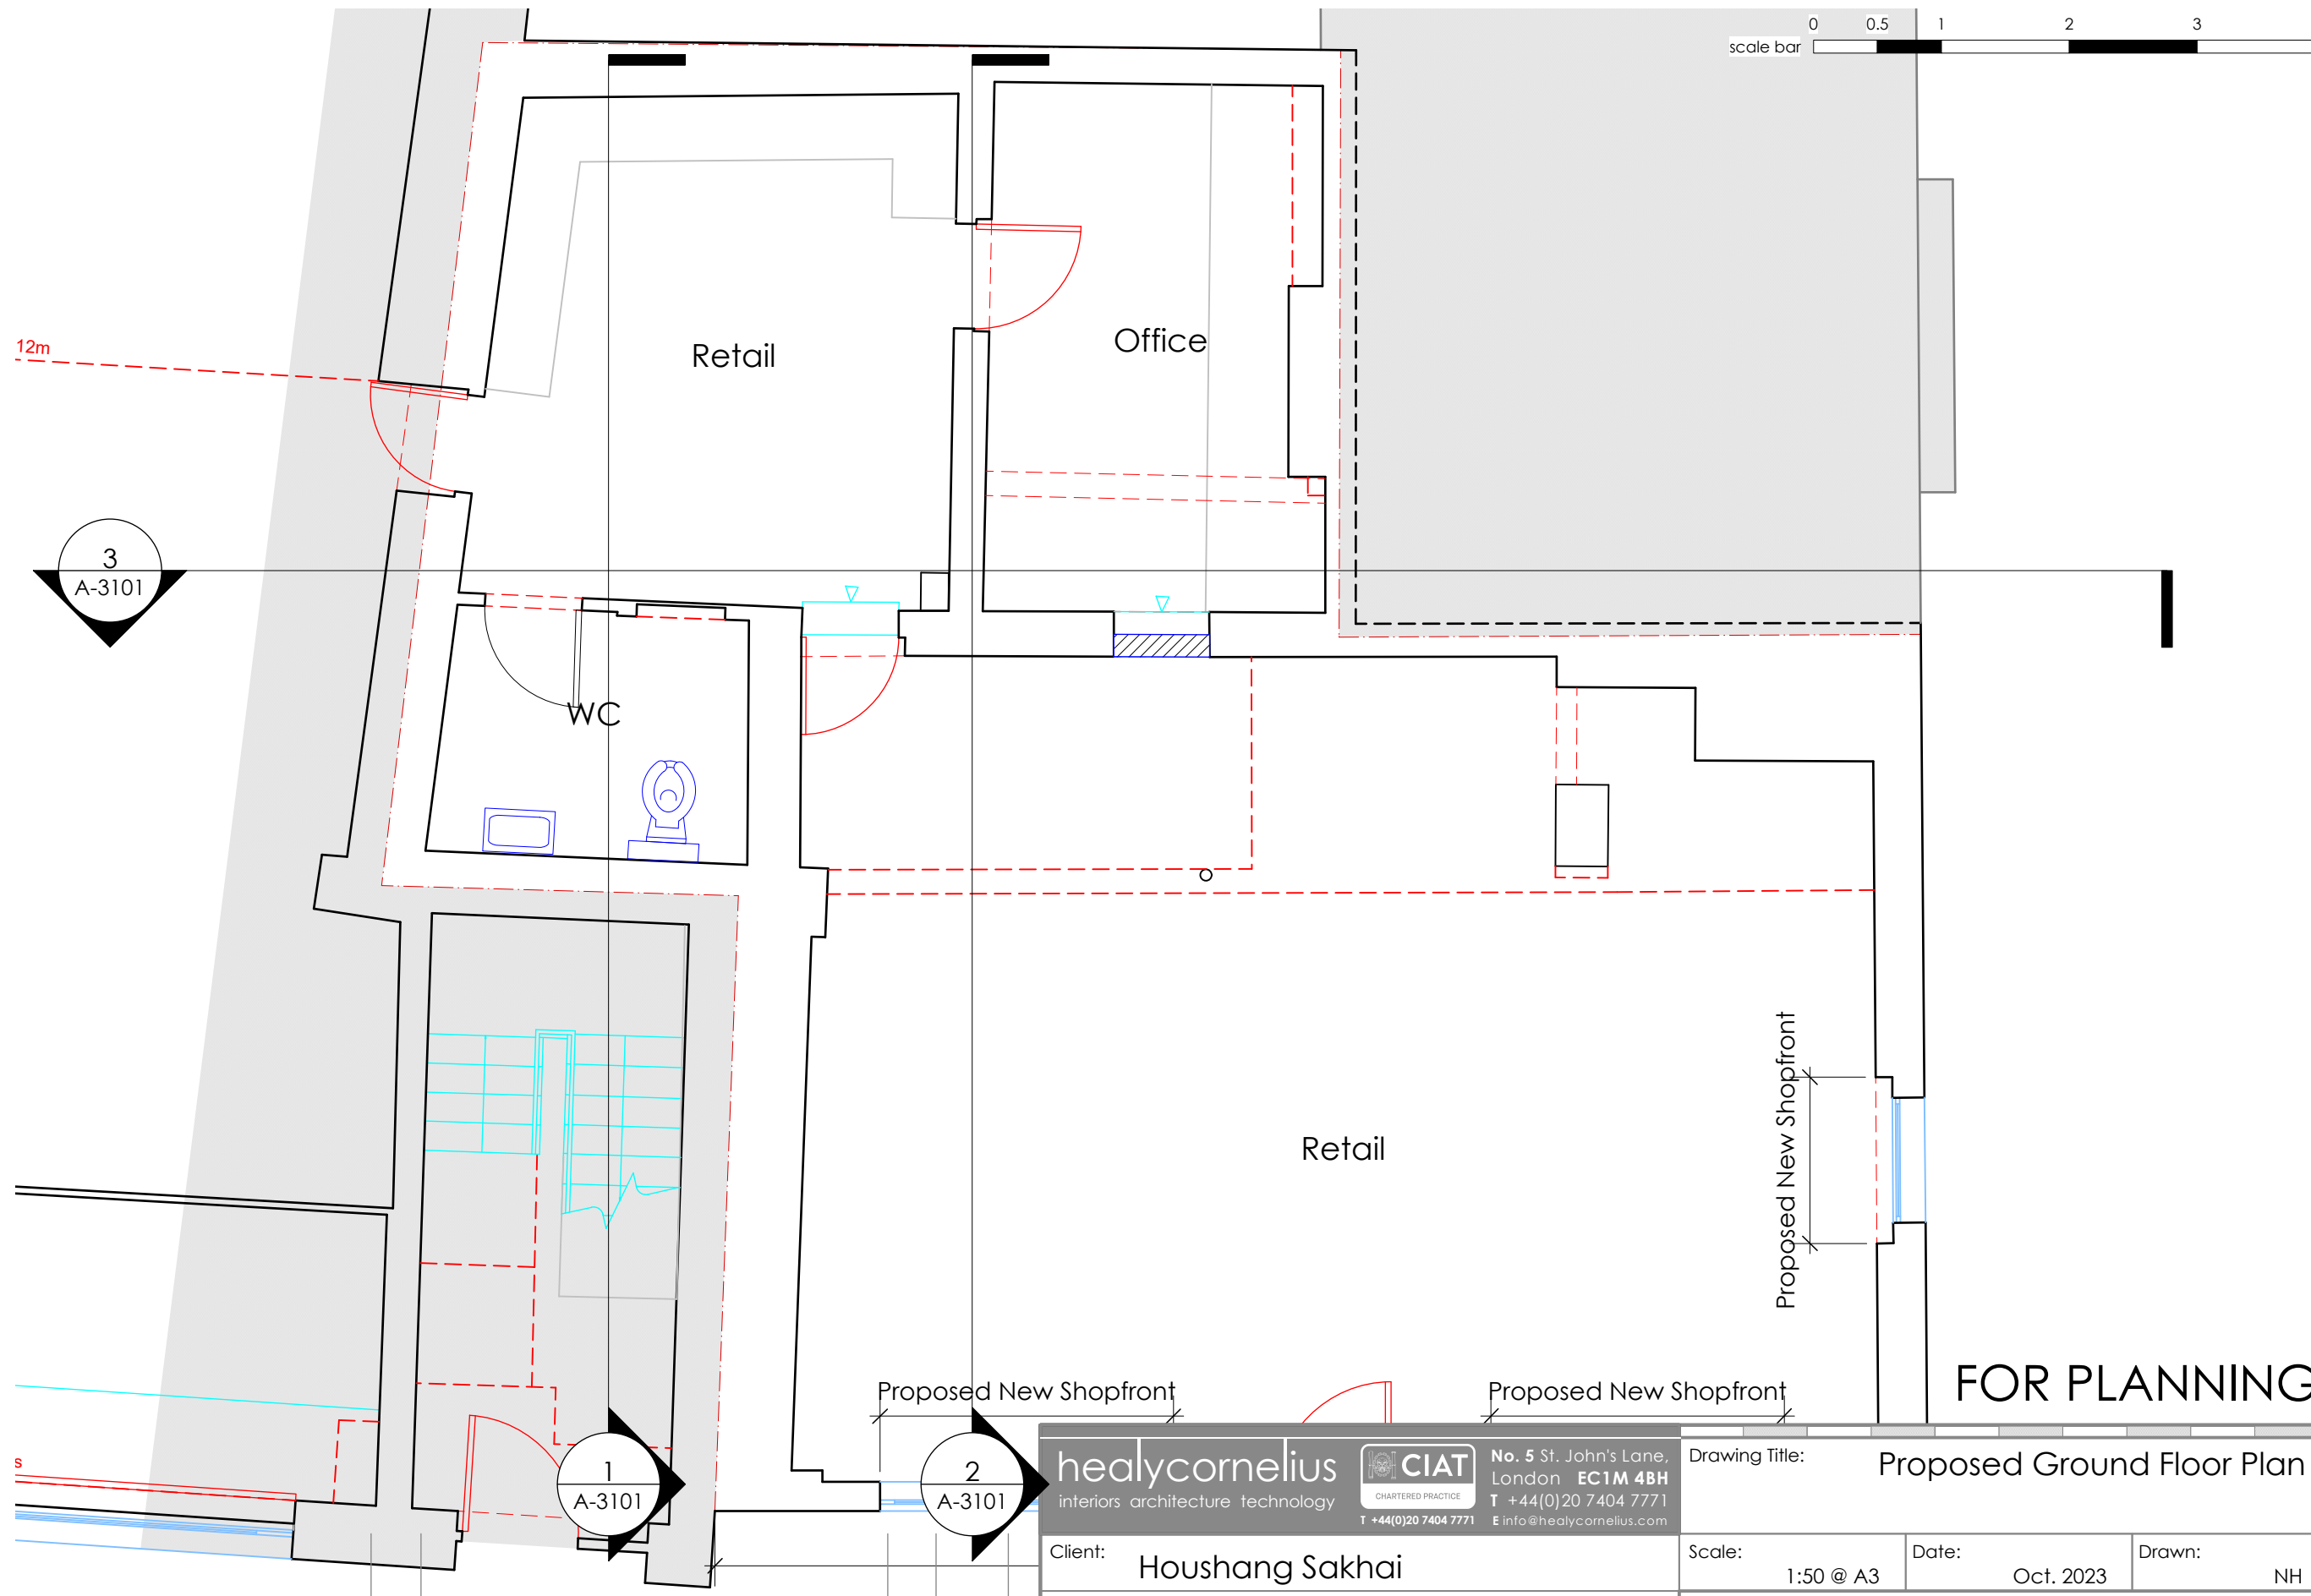 0 0.5 1 2 3
scale bar
12m
Retail
Office
3
A-3101
WC
Proposed New Shopfront
Retail
FOR PLANNING
Proposed New Shopfront
Proposed New Shopfront
s
1
A-3101
2
A-3101
healycornelius
interiors architecture technology
CIAT
CHARTERED PRACTICE
T +44(0)20 7404 7771
No. 5 St. John's Lane,
London EC1M 4BH
T +44(0)20 7404 7771
E info@healycornelius.com
Drawing Title: Proposed Ground Floor Plan
Client: Houshang Sakhai
Scale: 1:50 @ A3
Date: Oct. 2023
Drawn: NH